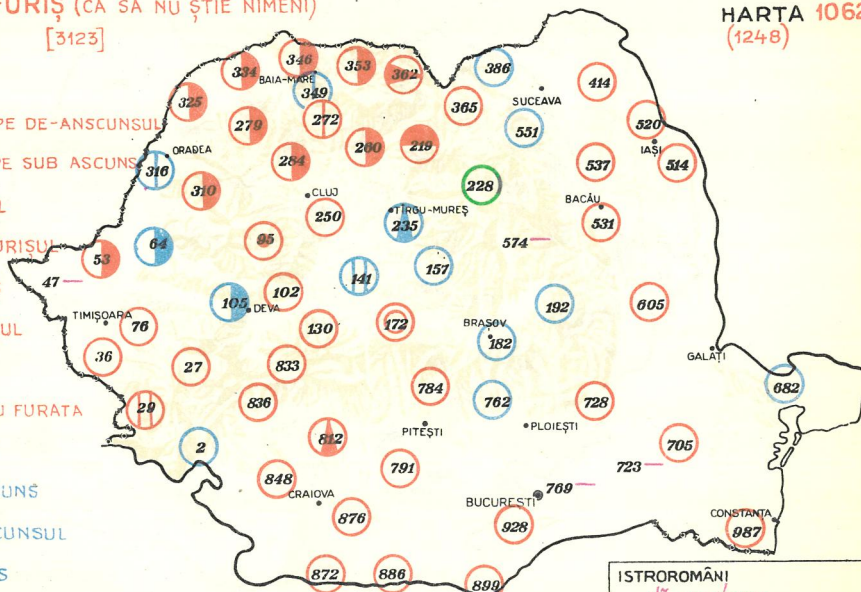 URIȘ (CA SĂ NU ȘTIE NIMENI)
[3123]
HARTA 1062
(1248)
PE DE-ANSCUNSUL
PE SUB ASCUNS
URIȘUL
UL
FURATA
UNS
CUNSUL
S
346
353
334
362
386
414
BAIA-MARE
349
325
365
SUCEAVA
279
272
551
520
IAȘI
ORADEA
260
219
284
537
514
316
310
228
CLUJ
TÎRGU-MUREȘ
BACĂU
250
235
531
64
95
574
53
157
47
141
102
105
DEVA
192
605
TIMIȘOARA
76
130
172
BRAȘOV
182
36
GALAȚI
27
833
784
762
728
682
29
836
812
PITEȘTI
PLOIEȘTI
2
705
791
723
848
CRAIOVA
769
BUCUREȘTI
876
928
CONSTANȚA
987
872
886
899
ISTROROMÂNI